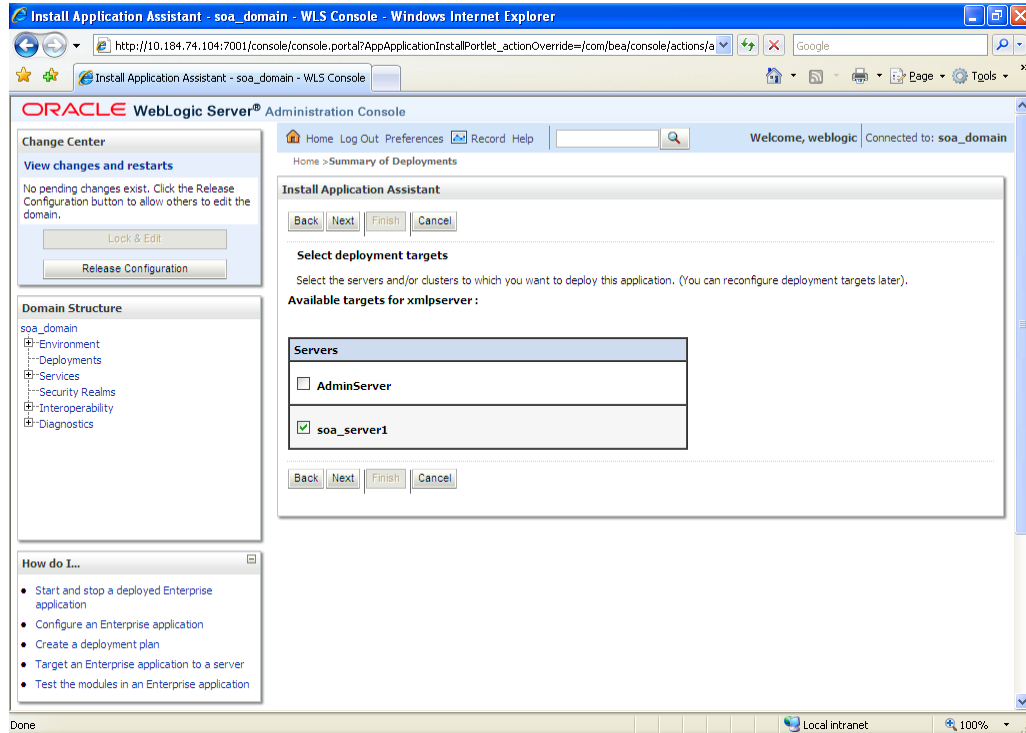 Install Application Assistant - soa_domain - WLS Console - Windows Internet Explorer
http://10.184.74.104:7001/console/console.portal?AppApplicationInstallPortlet_actionOverride=/com/bea/console/actions/a
Google
Install Application Assistant - soa_domain - WLS Console
Page
Tools
»
ORACLE WebLogic Server® Administration Console
Change Center
View changes and restarts
No pending changes exist. Click the Release
Configuration button to allow others to edit the
domain.
Lock & Edit
Release Configuration
Domain Structure
soa_domain
Environment
Deployments
Services
Security Realms
Interoperability
Diagnostics
How do I...
Start and stop a deployed Enterprise
application
Configure an Enterprise application
Create a deployment plan
Target an Enterprise application to a server
Test the modules in an Enterprise application
Home Log Out Preferences Record Help
Welcome, weblogic Connected to: soa_domain
Home >Summary of Deployments
Install Application Assistant
Back Next Finish Cancel
Select deployment targets
Select the servers and/or clusters to which you want to deploy this application. (You can reconfigure deployment targets later).
Available targets for xmlpserver :
Servers
AdminServer
soa_server1
Back Next Finish Cancel
Done
Local intranet
100%